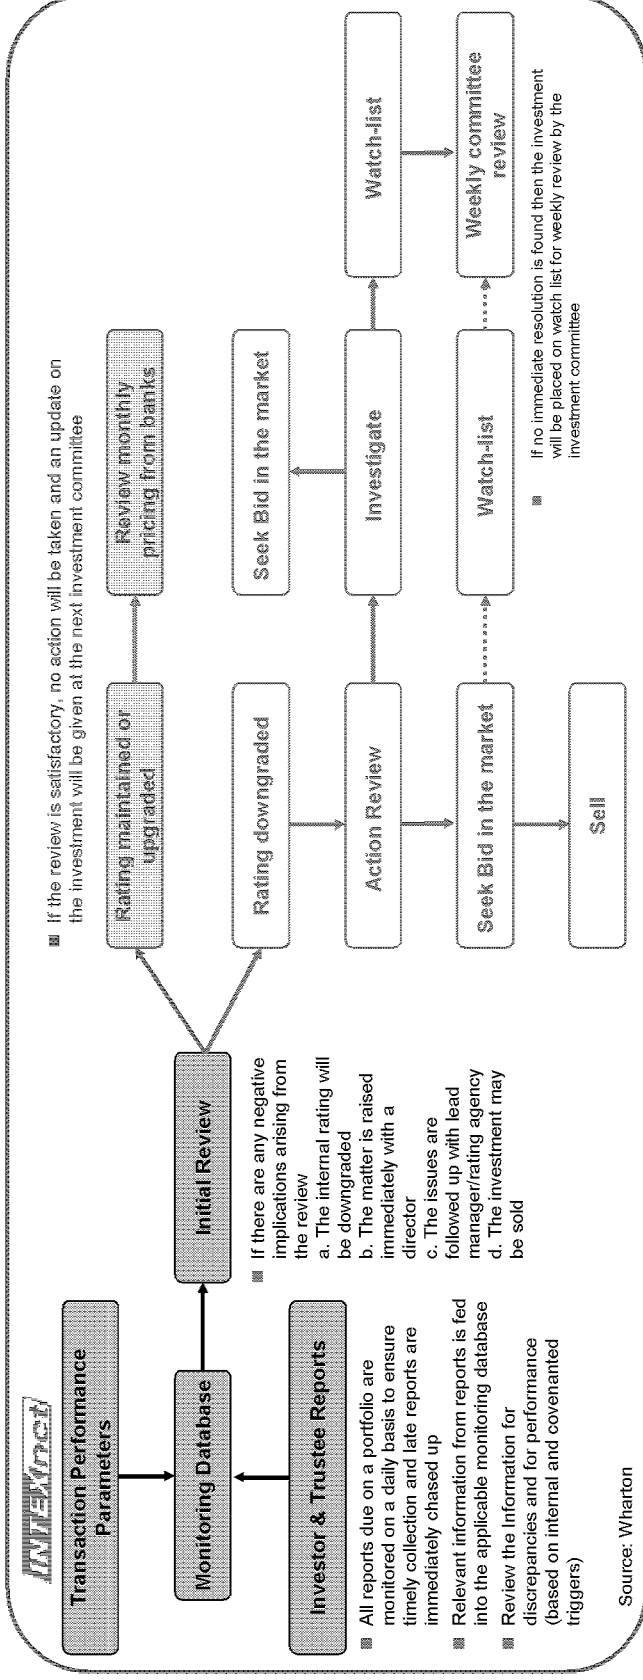 INTEXnet
Transaction Performance
Parameters
Monitoring Database
Investor & Trustee Reports
■ All reports due on a portfolio are
monitored on a daily basis to ensure
timely collection and late reports are
immediately chased up
■ Relevant information from reports is fed
into the applicable monitoring database
■ Review the Information for
discrepancies and for performance
(based on internal and covenanted
triggers)
Source: Wharton
Initial Review
■ If there are any negative
implications arising from
the review
a. The internal rating will
be downgraded
b. The matter is raised
immediately with a
director
c. The issues are
followed up with lead
manager/rating agency
d. The investment may
be sold
■ If the review is satisfactory, no action will be taken and an update on
the investment will be given at the next investment committee
Rating maintained or
upgraded
Review monthly
pricing from banks
Rating downgraded
Seek Bid in the market
Action Review
Investigate
Watch-list
Seek Bid in the market
Watch-list
Weekly committee
review
Sell
■ If no immediate resolution is found then the investment
will be placed on watch list for weekly review by the
investment committee